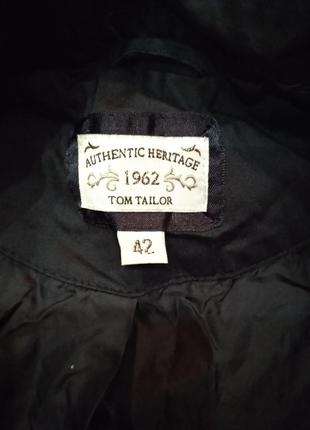 AUTHENTIC HERITAGE
1962
TOM TAILOR
42